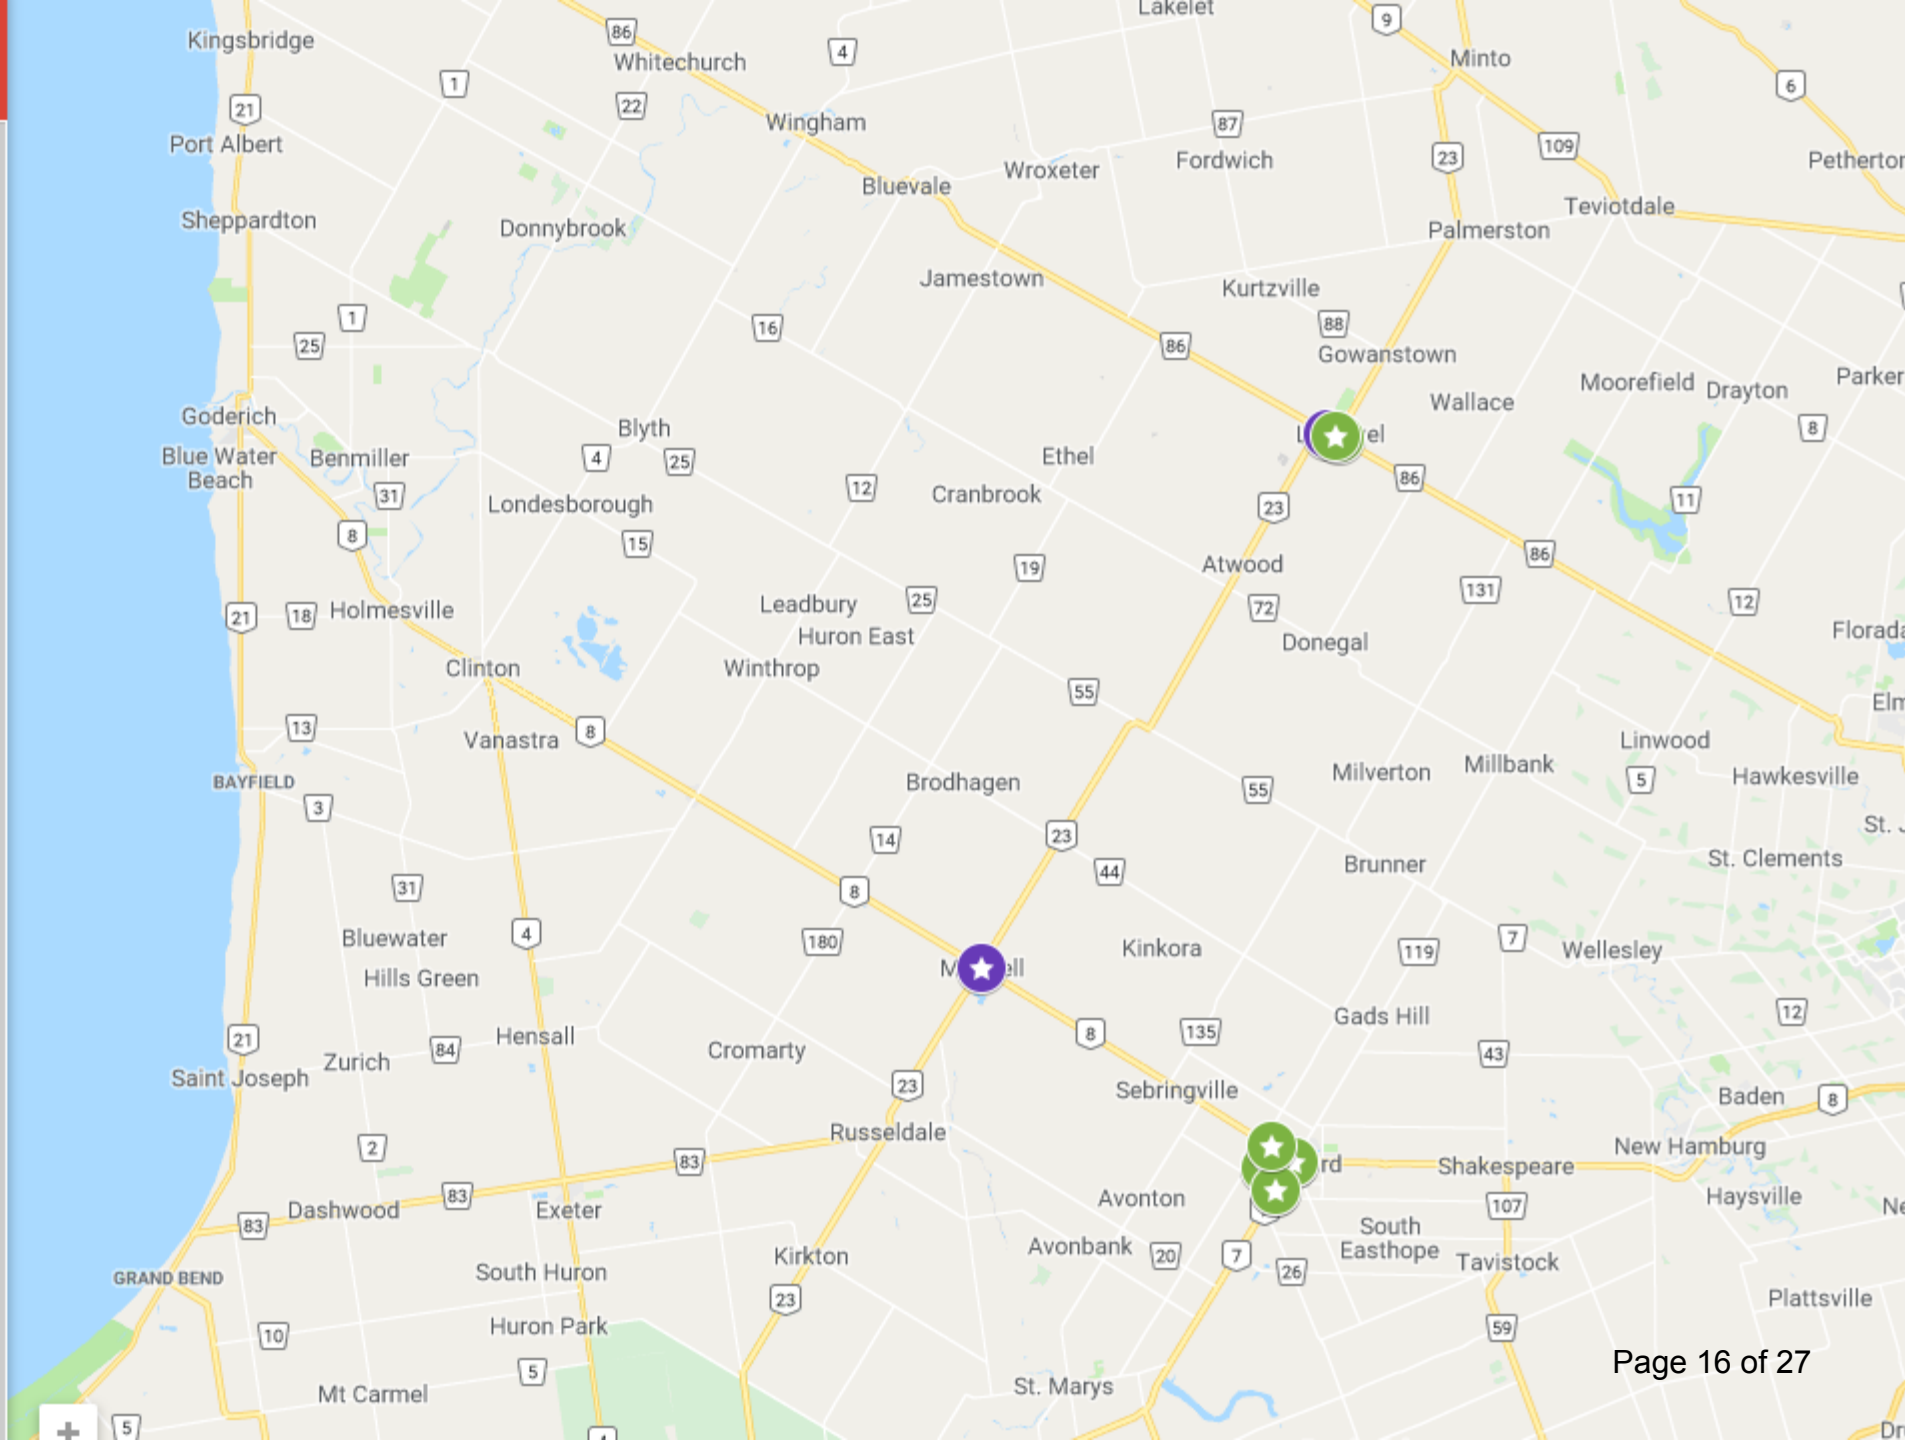 Lakelet
9
Kingsbridge
86
Whitechurch
4
Minto
1
6
22
21
Wingham
87
109
Port Albert
Fordwich
23
Wroxeter
Bluevale
Teviotdale
Sheppardton
Donnybrook
Palmerston
Jamestown
Kurtzville
1
16
88
25
86
Gowanstown
Moorefield
Drayton
Parker
Wallace
Goderich
Blyth
8
Blue Water
Beach
Benmiller
4
25
Ethel
86
31
12
Cranbrook
11
Londesborough
23
8
15
86
19
Atwood
131
Leadbury
25
72
12
21
18
Holmesville
Huron East
Donegal
Clinton
Winthrop
55
13
8
Vanastra
Linwood
BAYFIELD
Brodhagen
55
Milverton
Millbank
5
Hawkesville
3
14
23
44
Brunner
St. Clements
31
8
Bluewater
4
180
Kinkora
119
7
Wellesley
Hills Green
12
Gads Hill
21
Hensall
84
Cromarty
8
135
43
Zurich
Saint Joseph
23
Sebringville
Baden
8
2
Russeldale
83
New Hamburg
Shakespeare
83
Dashwood
Exeter
Avonton
107
Haysville
83
South
Easthope
Avonbank
20
7
26
Tavistock
GRAND BEND
South Huron
Kirkton
23
Plattsville
10
Huron Park
59
5
Page 16 of 27
Mt Carmel
St. Marys
5
+